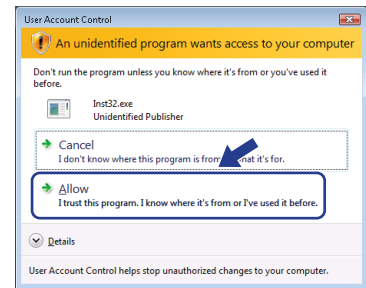 User Account Control
An unidentified program wants access to your computer
Don't run the program unless you know where it's from or you've used it
before.
Inst32.exe
Unidentified Publisher
Cancel
I don't know where this program is from hat it's for.
Allow
I trust this program. I know where it's from or I've used it before.
Details
User Account Control helps stop unauthorized changes to your computer.